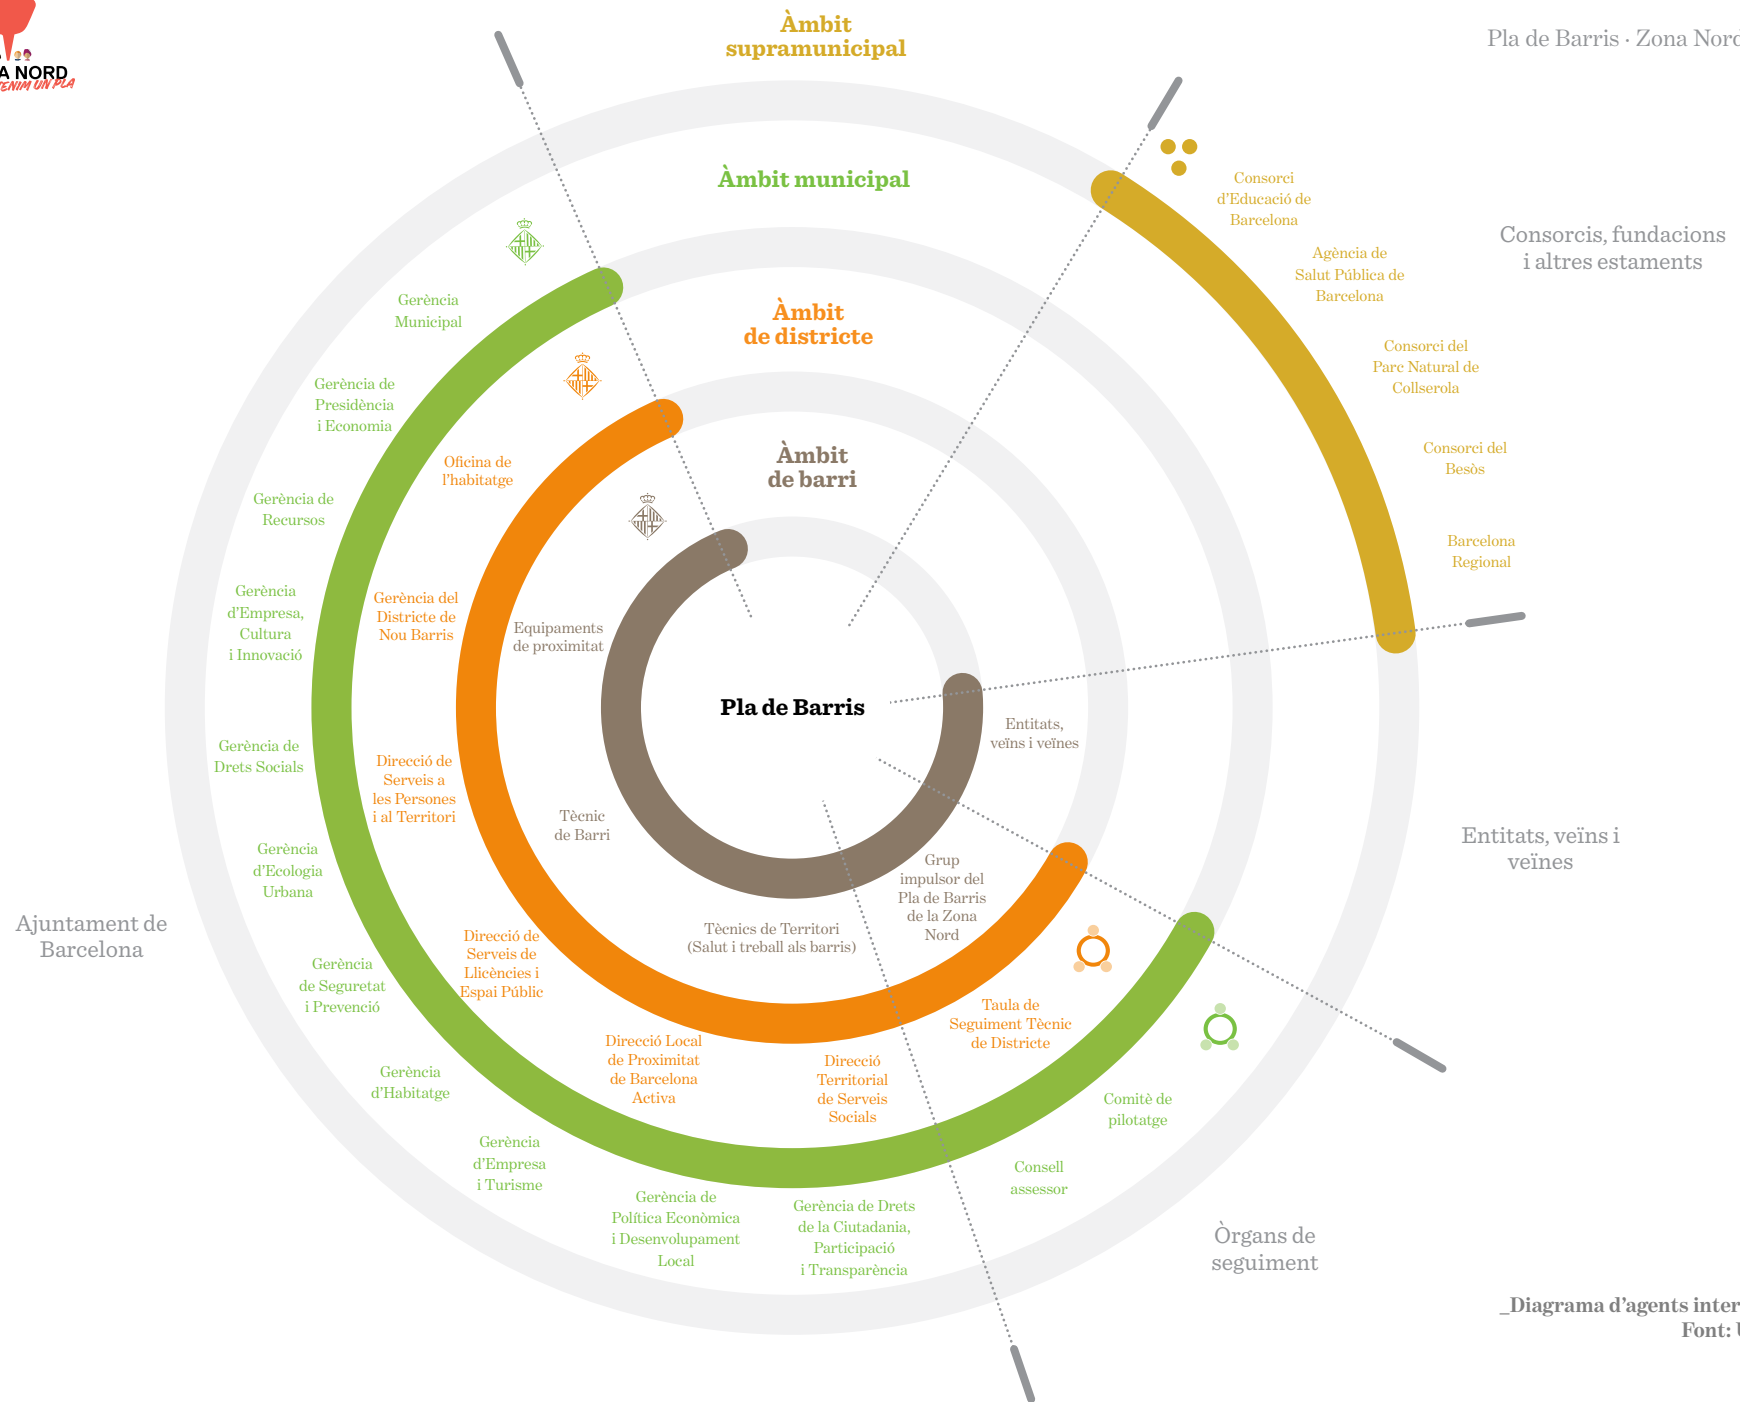 A NORD
TENIM UN PLA
Pla de Barris · Zona Nord
Àmbit
supramunicipal
Àmbit municipal
Àmbit
de districte
Àmbit
de barri
Pla de Barris
Consorci
d’Educació de
Barcelona
Agència de
Salut Pública de
Barcelona
Consorci del
Parc Natural de
Collserola
Consorci del
Besòs
Barcelona
Regional
Consorcis, fundacions
i altres estaments
Gerència
Municipal
Gerència de
Presidència
i Economia
Gerència de
Recursos
Gerència
d’Empresa,
Cultura
i Innovació
Gerència de
Drets Socials
Gerència
d’Ecologia
Urbana
Gerència
de Seguretat
i Prevenció
Gerència
d’Habitatge
Gerència
d’Empresa
i Turisme
Gerència de
Política Econòmica
i Desenvolupament
Local
Gerència de Drets
de la Ciutadania,
Participació
i Transparència
Oficina de
l’habitatge
Gerència del
Districte de
Nou Barris
Direcció de
Serveis a
les Persones
i al Territori
Direcció de
Serveis de
Llicències i
Espai Públic
Direcció Local
de Proximitat
de Barcelona
Activa
Direcció
Territorial
de Serveis
Socials
Equipaments
de proximitat
Tècnic
de Barri
Tècnics de Territori
(Salut i treball als barris)
Grup
impulsor del
Pla de Barris
de la Zona
Nord
Entitats,
veïns i veïnes
Taula de
Seguiment Tècnic
de Districte
Comitè de
pilotatge
Consell
assessor
Ajuntament de
Barcelona
Entitats, veïns i
veïnes
Òrgans de
seguiment
_Diagrama d’agents inter
Font: